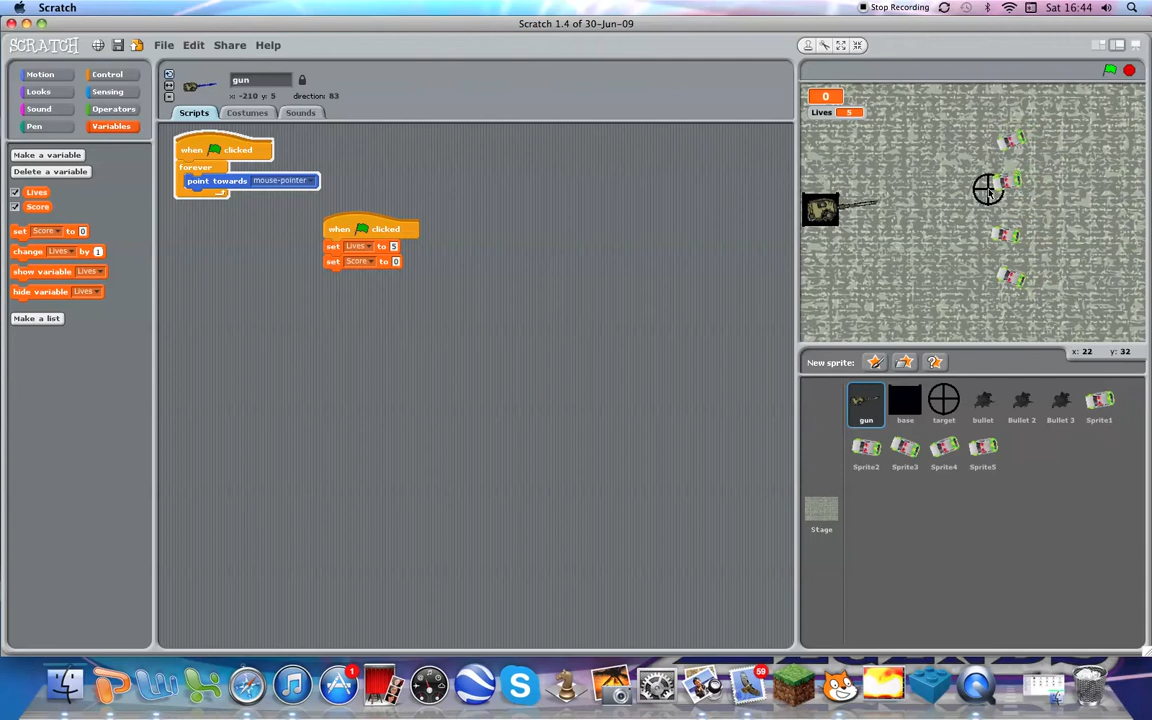 Scratch
Stop Recording
Sat 16:44
Scratch 1.4 of 30-Jun-09
SCRATCH
File Edit Share Help
Motion Control
Looks Sensing
Sound Operators
Pen Variables
gun
x: -210 y: 5 direction: 83
Scripts Costumes Sounds
Make a variable
Delete a variable
Lives
Score
set Score to 0
change Lives by 1
show variable Lives
hide variable Lives
Make a list
when clicked
forever
point towards mouse-pointer
when clicked
set Lives to 5
set Score to 0
0
Lives 5
x: 22 y: 32
New sprite:
gun base target bullet Bullet 2 Bullet 3 Sprite1
Sprite2 Sprite3 Sprite4 Sprite5
Stage
1
59